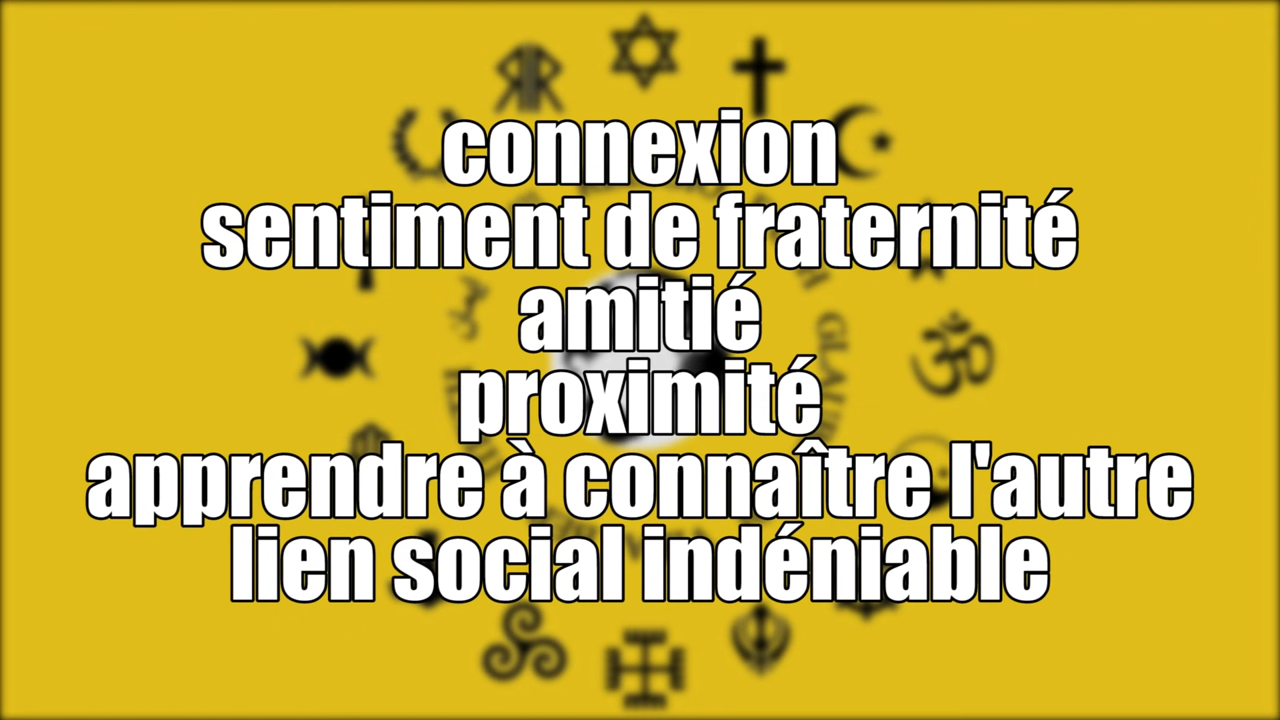 connexion
sentiment de fraternité
amitié
proximité
apprendre à connaître l'autre
lien social indéniable